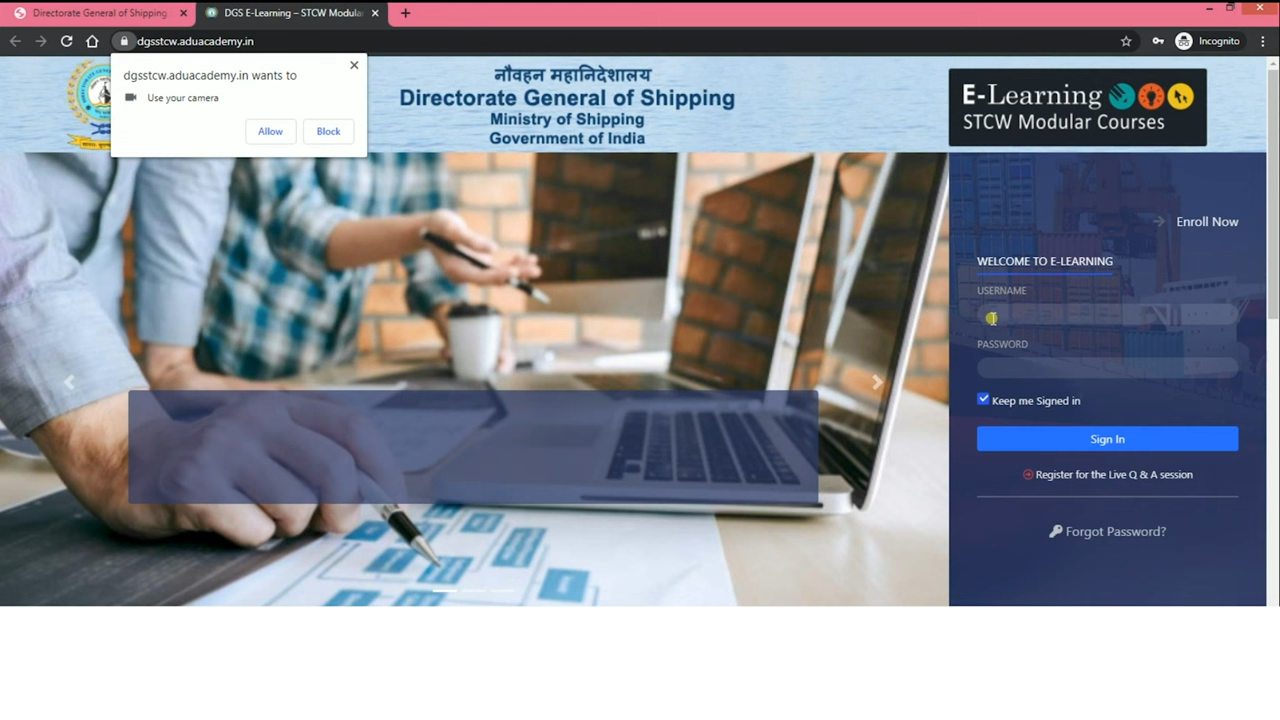 Directorate General of Shipping
DGS E-Learning – STCW Modula
dgsstcw.aduacademy.in
Incognito
dgsstcw.aduacademy.in wants to
Use your camera
Allow
Block
नौवहन महानिदेशालय
Directorate General of Shipping
Ministry of Shipping
Government of India
E-Learning
STCW Modular Courses
Enroll Now
WELCOME TO E-LEARNING
USERNAME
PASSWORD
Keep me Signed in
Sign In
Register for the Live Q & A session
Forgot Password?